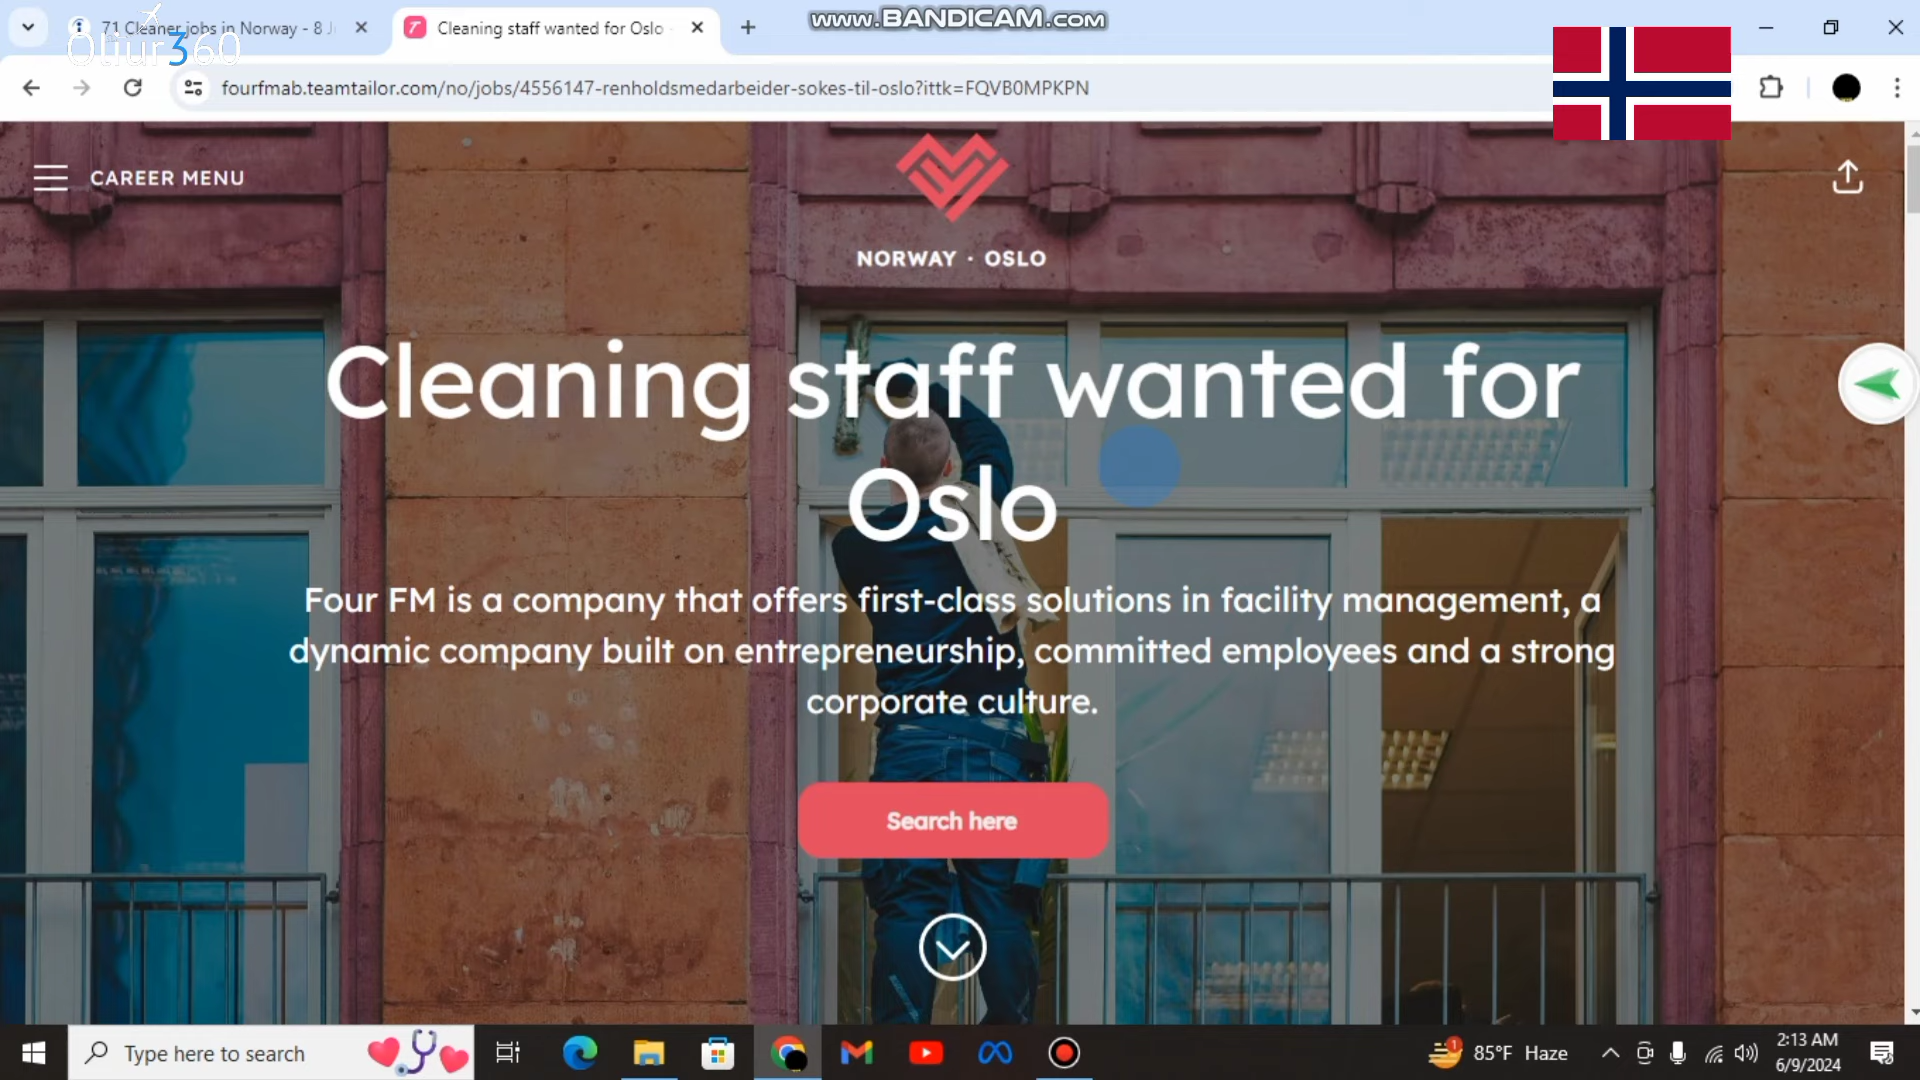 71 Cleaner jobs in Norway - 8 J
Cleaning staff wanted for Oslo
www.BANDICAM.com
Oliur360
fourfmab.teamtailor.com/no/jobs/4556147-renholdsmedarbeider-sokes-til-oslo?ittk=FQVB0MPKPN
CAREER MENU
NORWAY · OSLO
Cleaning staff wanted for
Oslo
Four FM is a company that offers first-class solutions in facility management, a
dynamic company built on entrepreneurship, committed employees and a strong
corporate culture.
Search here
Type here to search
1
85°F Haze
2:13 AM
6/9/2024